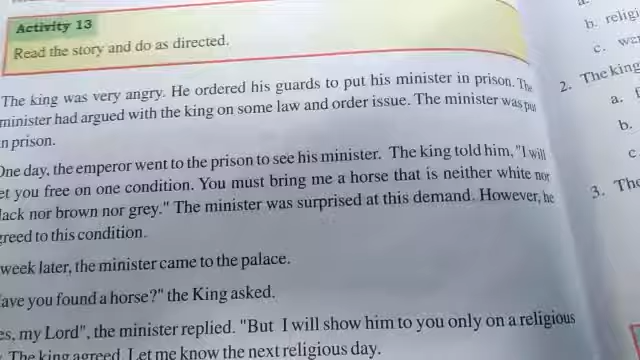 Activity 13
Read the story and do as directed.
The king was very angry. He ordered his guards to put his minister in prison. The
minister had argued with the king on some law and order issue. The minister was put
n prison.
One day, the emperor went to the prison to see his minister. The king told him, "I will
et you free on one condition. You must bring me a horse that is neither white nor
lack nor brown nor grey." The minister was surprised at this demand. However, he
greed to this condition.
week later, the minister came to the palace.
ave you found a horse?" the King asked.
es, my Lord", the minister replied. "But I will show him to you only on a religious
The king agreed. Let me know the next religious day.
b. religi
c. wer
2. The king
a.
b.
c
3. The